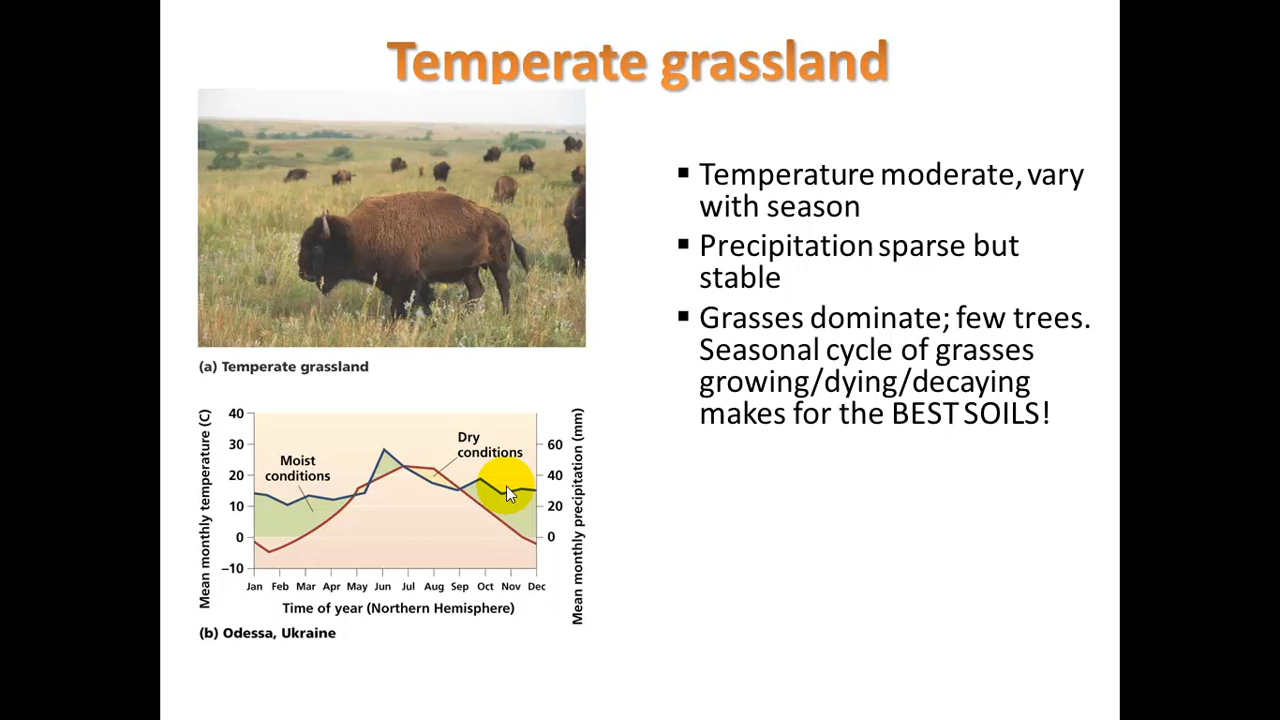 Temperate grassland
(a) Temperate grassland
▪ Temperature moderate, vary
with season
▪ Precipitation sparse but
stable
▪ Grasses dominate; few trees.
Seasonal cycle of grasses
growing/dying/decaying
makes for the BEST SOILS!
Mean monthly temperature (C)
40
30
20
10
0
–10
Moist
conditions
Dry
conditions
60
40
20
0
Mean monthly precipitation (mm)
Jan Feb Mar Apr May Jun Jul Aug Sep Oct Nov Dec
Time of year (Northern Hemisphere)
(b) Odessa, Ukraine